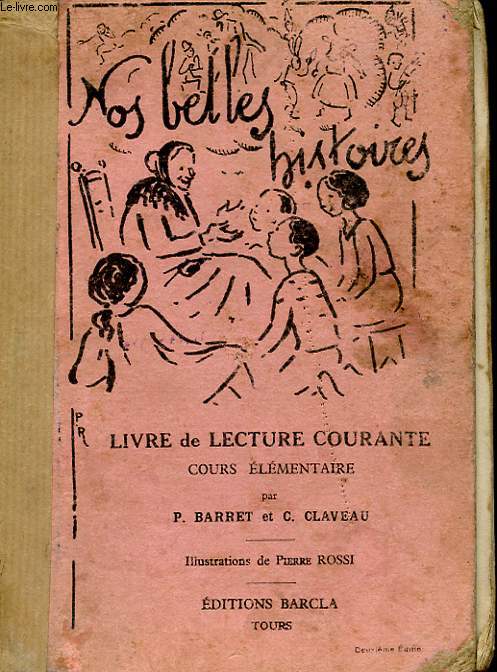 Le-livre.com
Nos belles
histoires
P
R
LIVRE de LECTURE COURANTE
COURS ÉLÉMENTAIRE
par
P. BARRET et C. CLAVEAU
Illustrations de PIERRE ROSSI
ÉDITIONS BARCLA
TOURS
Deuxième